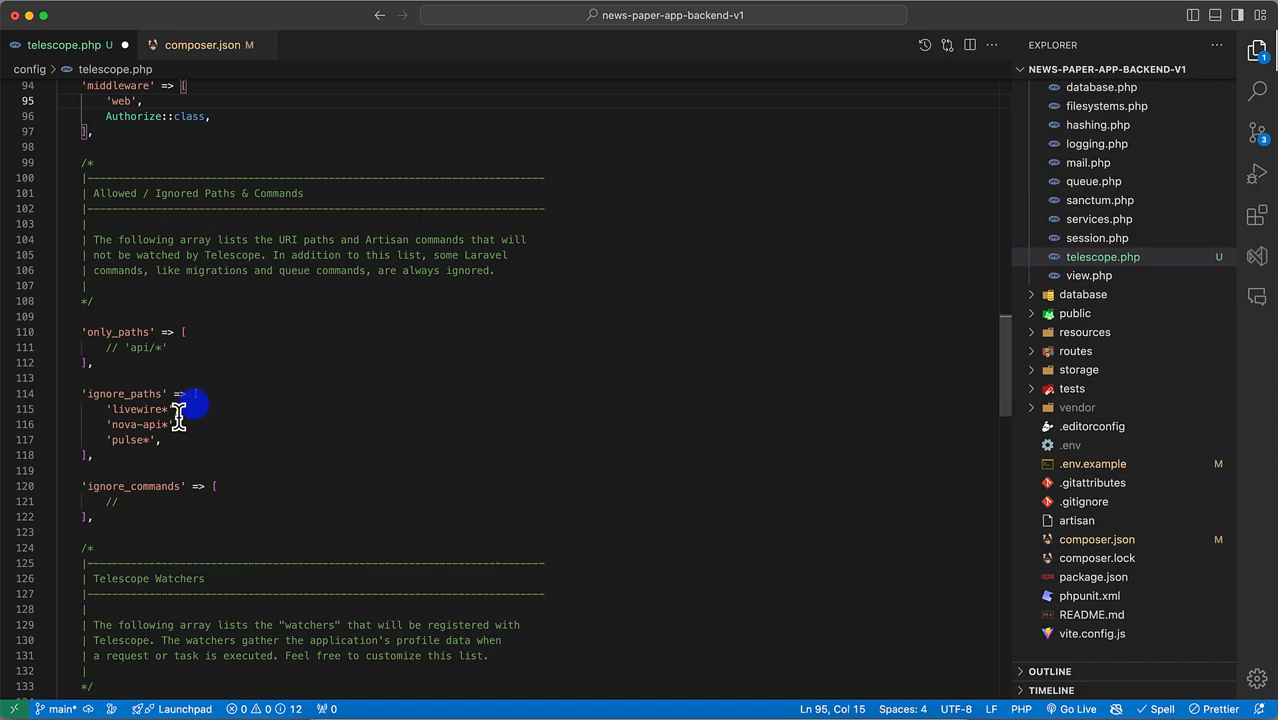 news-paper-app-backend-v1
telescope.php U
composer.json M
EXPLORER
config > telescope.php
NEWS-PAPER-APP-BACKEND-V1
94 'middleware' => [
95 'web',
96 Authorize::class,
97 ],
98
99 /*
100 |--------------------------------------------------------------------------
101 | Allowed / Ignored Paths & Commands
102 |--------------------------------------------------------------------------
103 |
104 | The following array lists the URI paths and Artisan commands that will
105 | not be watched by Telescope. In addition to this list, some Laravel
106 | commands, like migrations and queue commands, are always ignored.
107 |
108 */
109
110 'only_paths' => [
111 // 'api/*'
112 ],
113
114 'ignore_paths' => [
115 'livewire*
116 'nova-api*'
117 'pulse*',
118 ],
119
120 'ignore_commands' => [
121 //
122 ],
123
124 /*
125 |--------------------------------------------------------------------------
126 | Telescope Watchers
127 |--------------------------------------------------------------------------
128 |
129 | The following array lists the "watchers" that will be registered with
130 | Telescope. The watchers gather the application's profile data when
131 | a request or task is executed. Feel free to customize this list.
132 |
133 */
database.php
filesystems.php
hashing.php
logging.php
mail.php
queue.php
sanctum.php
services.php
session.php
telescope.php U
view.php
database
public
resources
routes
storage
tests
vendor
.editorconfig
.env
.env.example M
.gitattributes
.gitignore
artisan
composer.json M
composer.lock
package.json
phpunit.xml
README.md
vite.config.js
OUTLINE
TIMELINE
1
3
main* Launchpad 0 0 12 0 Ln 95, Col 15 Spaces: 4 UTF-8 LF PHP Go Live Spell Prettier